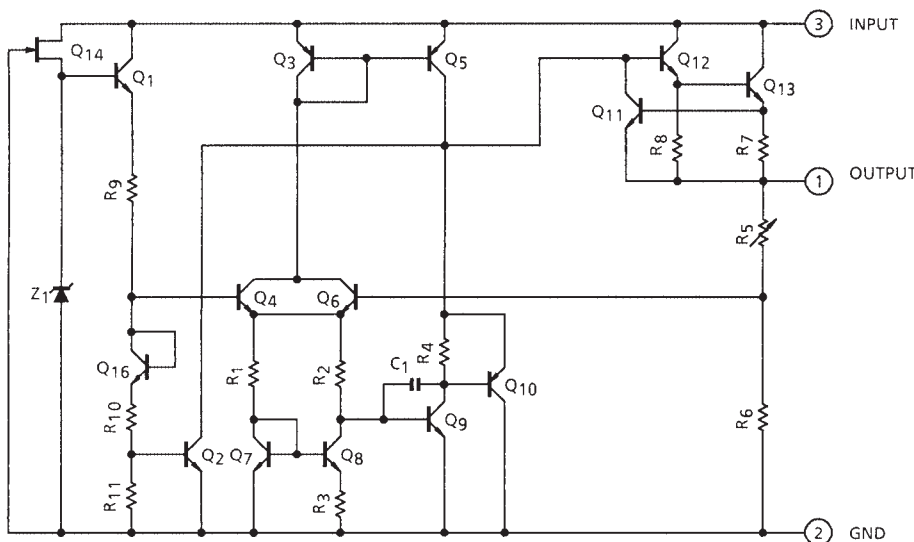 3 INPUT
Q14
Q1
Q3
Q5
Q12
Q13
Q11
R8
R7
1 OUTPUT
R9
R5
Z1
Q4
Q6
Q16
R1
R2
C1
R4
Q10
R10
R6
Q2
Q7
Q8
Q9
R11
R3
2 GND